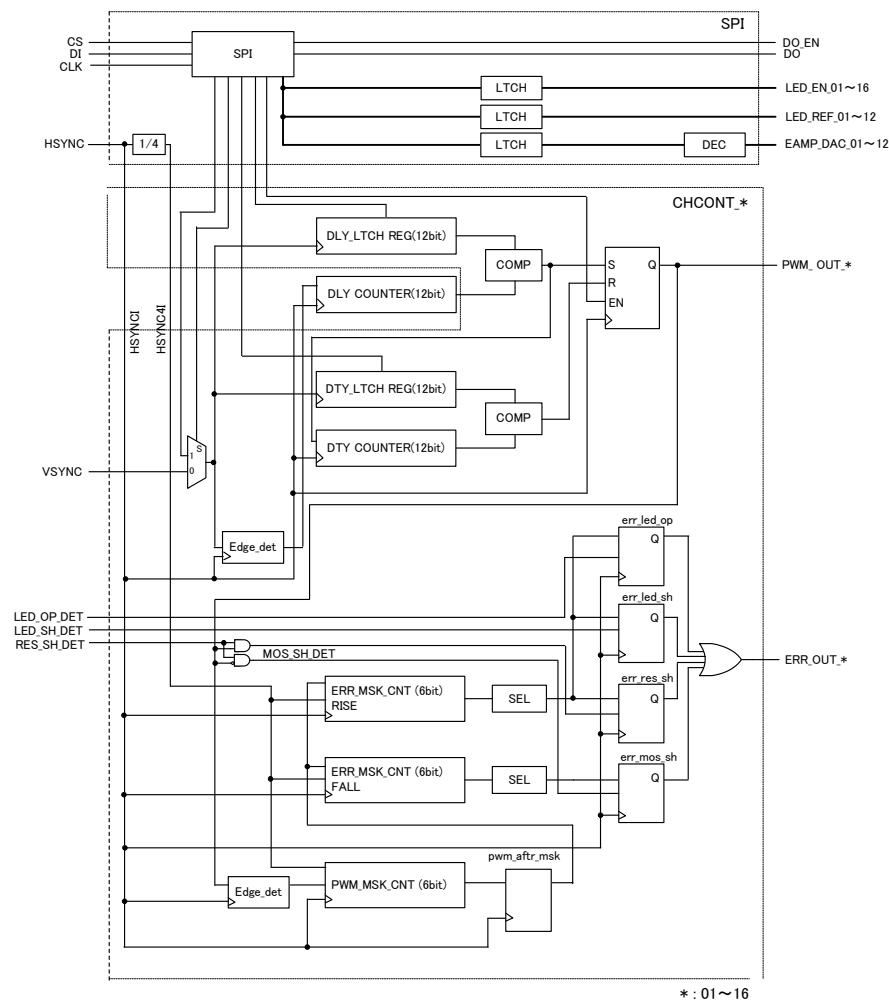 SPI
CS
DI
CLK
SPI
DO_EN
DO
LTCH
LED_EN_01～16
LTCH
LED_REF_01～12
HSYNC
1/4
LTCH
DEC
EAMP_DAC_01～12
CHCONT_*
DLY_LTCH REG(12bit)
COMP
S
Q
R
EN
PWM_ OUT_*
DLY COUNTER(12bit)
HSYNCI
HSYNC4I
DTY_LTCH REG(12bit)
COMP
DTY COUNTER(12bit)
S
1
0
VSYNC
Edge_det
err_led_op
Q
LED_OP_DET
LED_SH_DET
RES_SH_DET
MOS_SH_DET
err_led_sh
Q
ERR_OUT_*
ERR_MSK_CNT (6bit)
RISE
SEL
err_res_sh
Q
ERR_MSK_CNT (6bit)
FALL
SEL
err_mos_sh
Q
pwm_aftr_msk
Edge_det
PWM_MSK_CNT (6bit)
* : 01～16